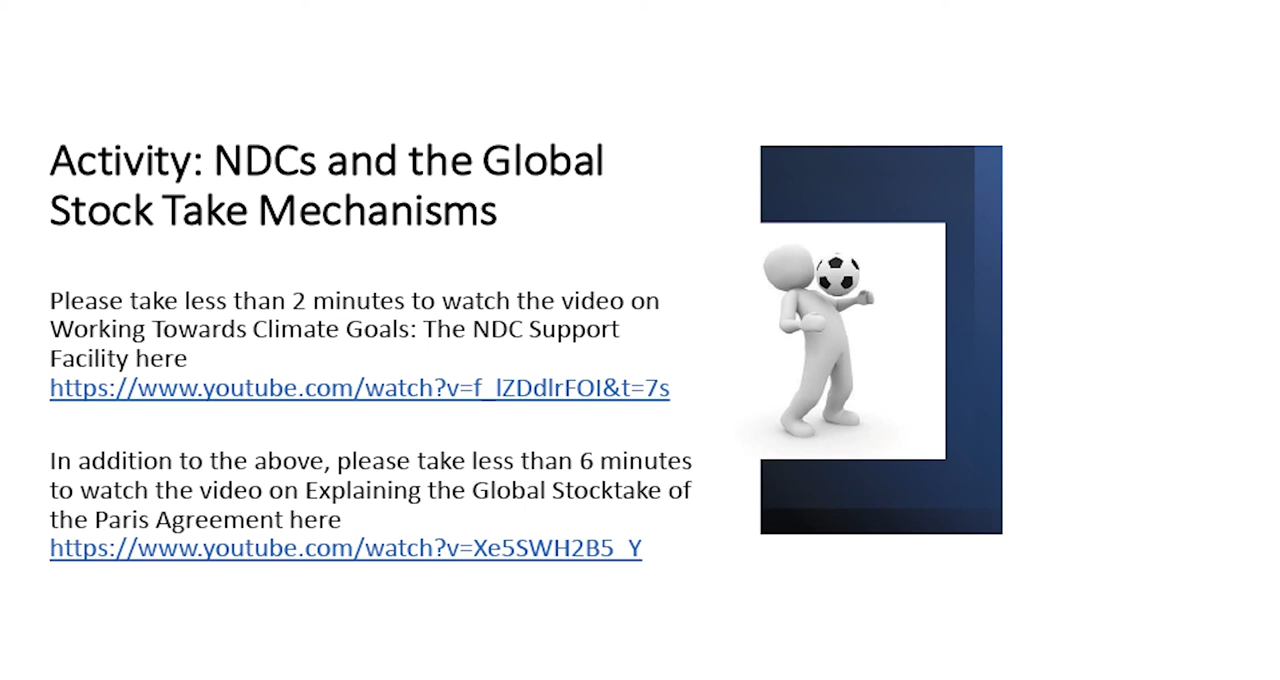 Activity: NDCs and the Global
Stock Take Mechanisms
Please take less than 2 minutes to watch the video on
Working Towards Climate Goals: The NDC Support
Facility here
https://www.youtube.com/watch?v=f_lZDdlrFOI&t=7s
In addition to the above, please take less than 6 minutes
to watch the video on Explaining the Global Stocktake of
the Paris Agreement here
https://www.youtube.com/watch?v=Xe5SWH2B5_Y